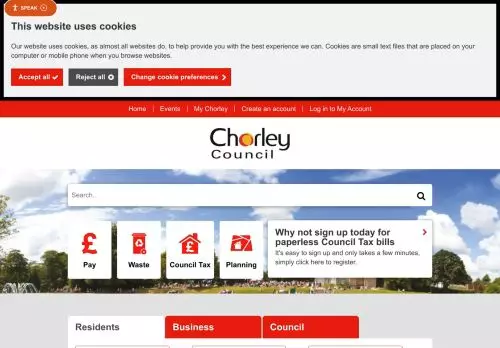 SPEAK
This website uses cookies
Our website uses cookies, as almost all websites do, to help provide you with the best experience we can. Cookies are small text files that are placed on
your computer or mobile phone when you browse websites.
Accept all
Reject all
Change cookie preferences
Home
Events
My Chorley
Create an account
Log in to My Account
Chorley
Council
Search...
Pay
Waste
Council Tax
Planning
Why not sign up today for
paperless Council Tax bills
It's easy to sign up and only takes a few minutes,
simply click here to register.
Residents
Business
Council